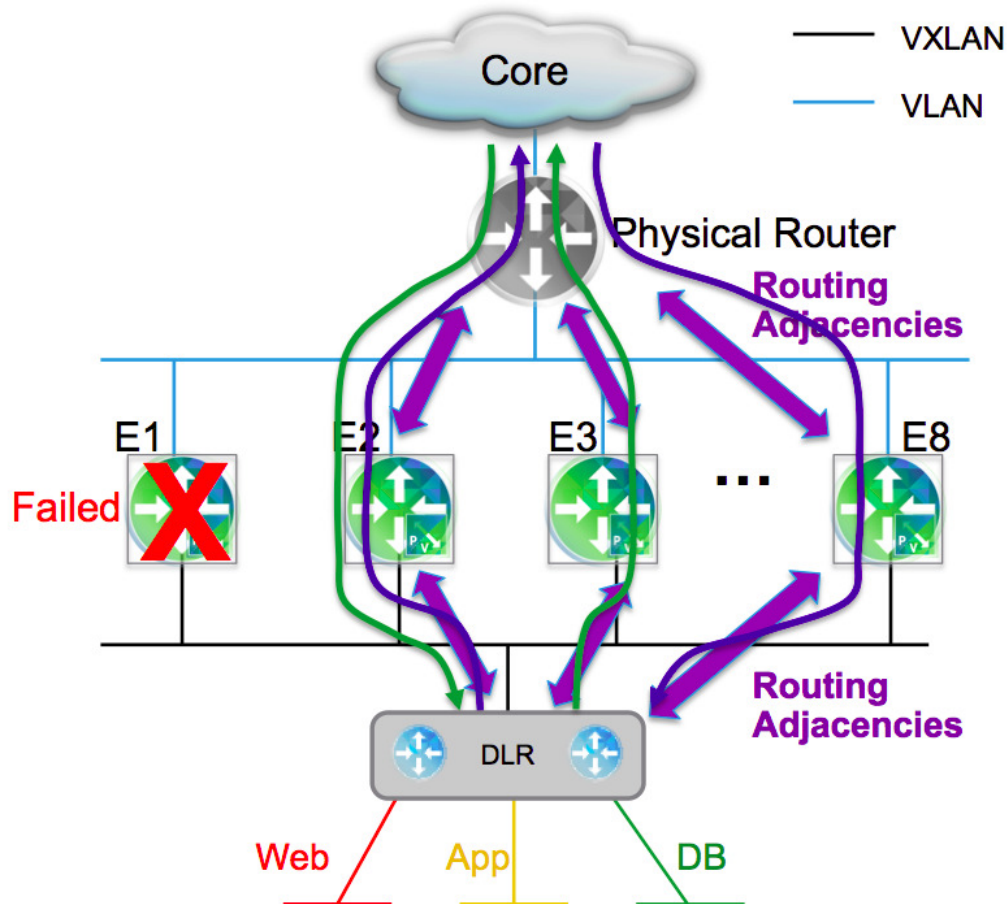 Core
VXLAN
VLAN
Physical Router
Routing
Adjacencies
E1
E2
E3
...
E8
Failed
X
P
V
P
V
P
V
Routing
Adjacencies
DLR
Web
App
DB